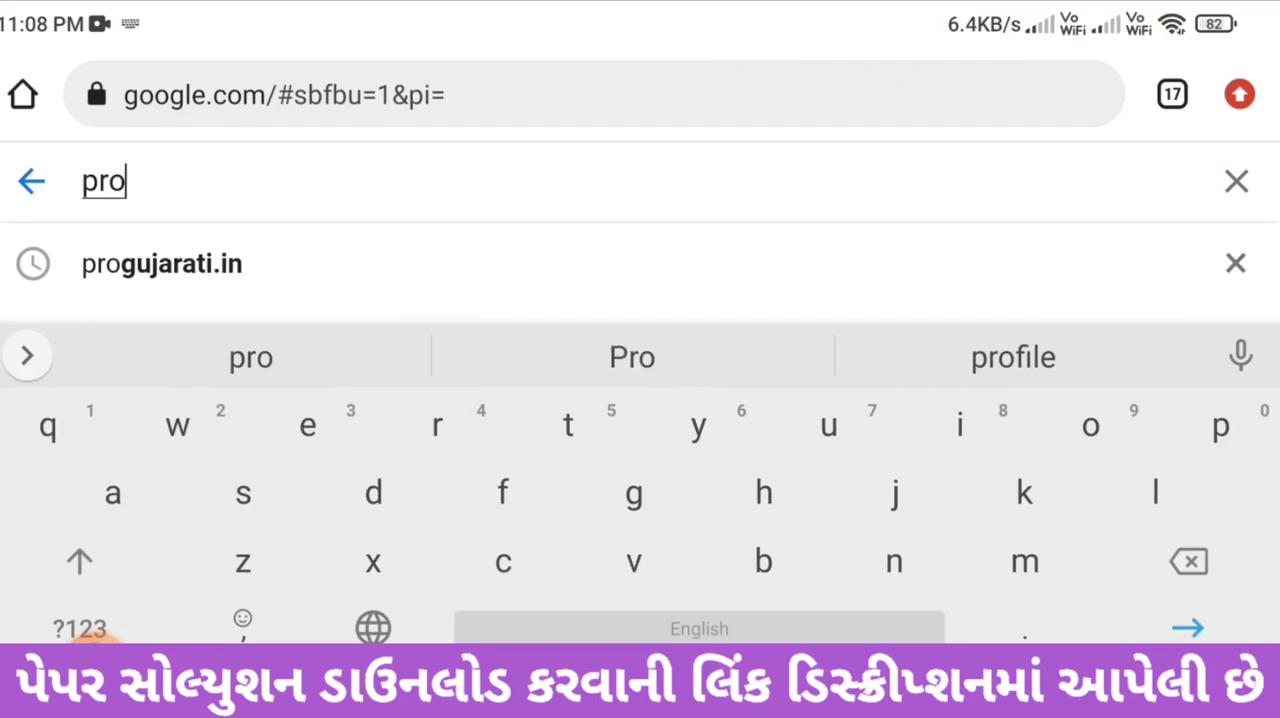 11:08 PM 6.4KB/s Vo WiFi Vo WiFi 82
google.com/#sbfbu=1&pi= 17
pro
progujarati.in
pro Pro profile
q 1 w 2 e 3 r 4 t 5 y 6 u 7 i 8 o 9 p 0
a s d f g h j k l
z x c v b n m
?123 , English .
પેપર સોલ્યુશન ડાઉનલોડ કરવાની લિંક ડિસ્ક્રીપ્શનમાં આપેલી છે